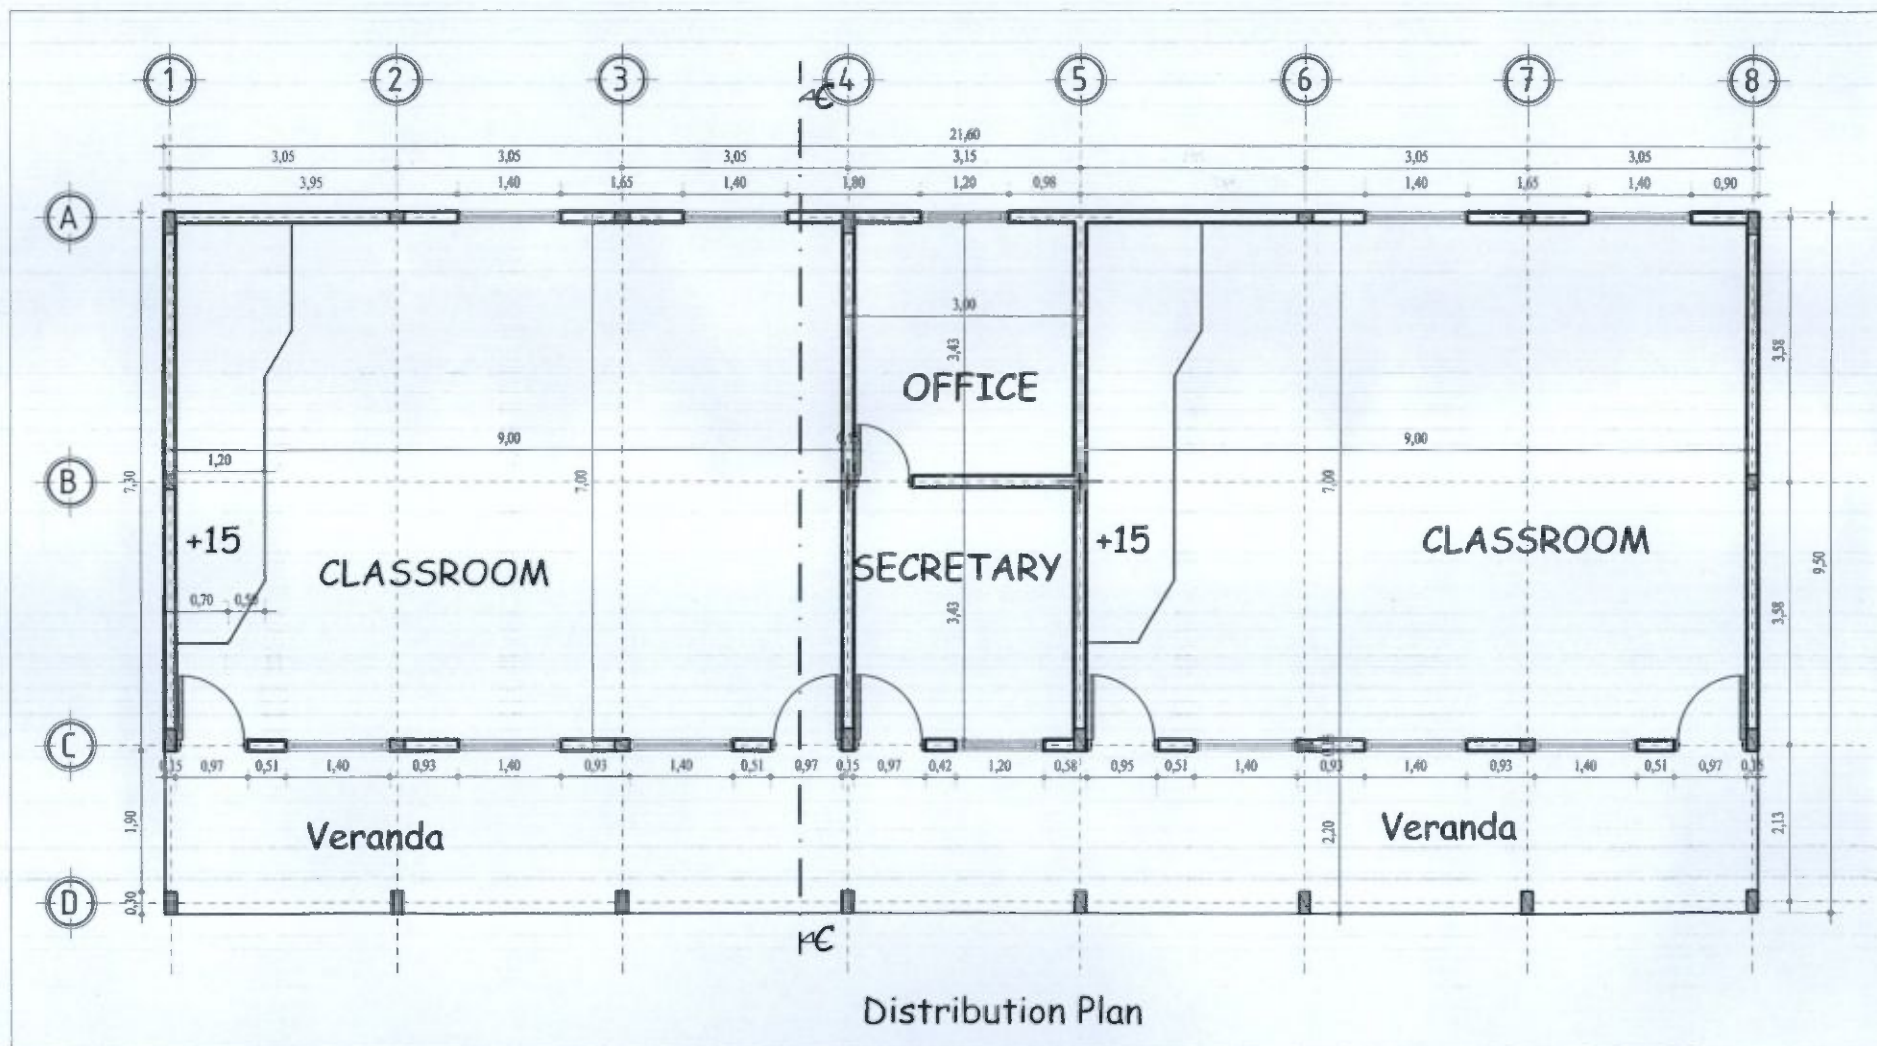 1 2 3 4 5 6 7 8
C
21,60
3,05 3,05 3,05 3,15 3,05 3,05
3,95 1,40 1,65 1,40 1,80 1,20 0,98 1,40 1,65 1,40 0,90
A
3,00
3,43
3,58
OFFICE
9,00 9,00
1,20
B
7,30
7,00
7,00
+15
+15
CLASSROOM
CLASSROOM
SECRETARY
9,50
0,70 0,50
3,43
3,58
C
0,15 0,97 0,51 1,40 0,93 1,40 0,93 1,40 0,51 0,97 0,15 0,97 0,42 1,20 0,58 0,95 0,51 1,40 0,93 1,40 0,93 1,40 0,51 0,97 0,15
1,90
Veranda
2,20
Veranda
2,13
D
0,30
C
Distribution Plan